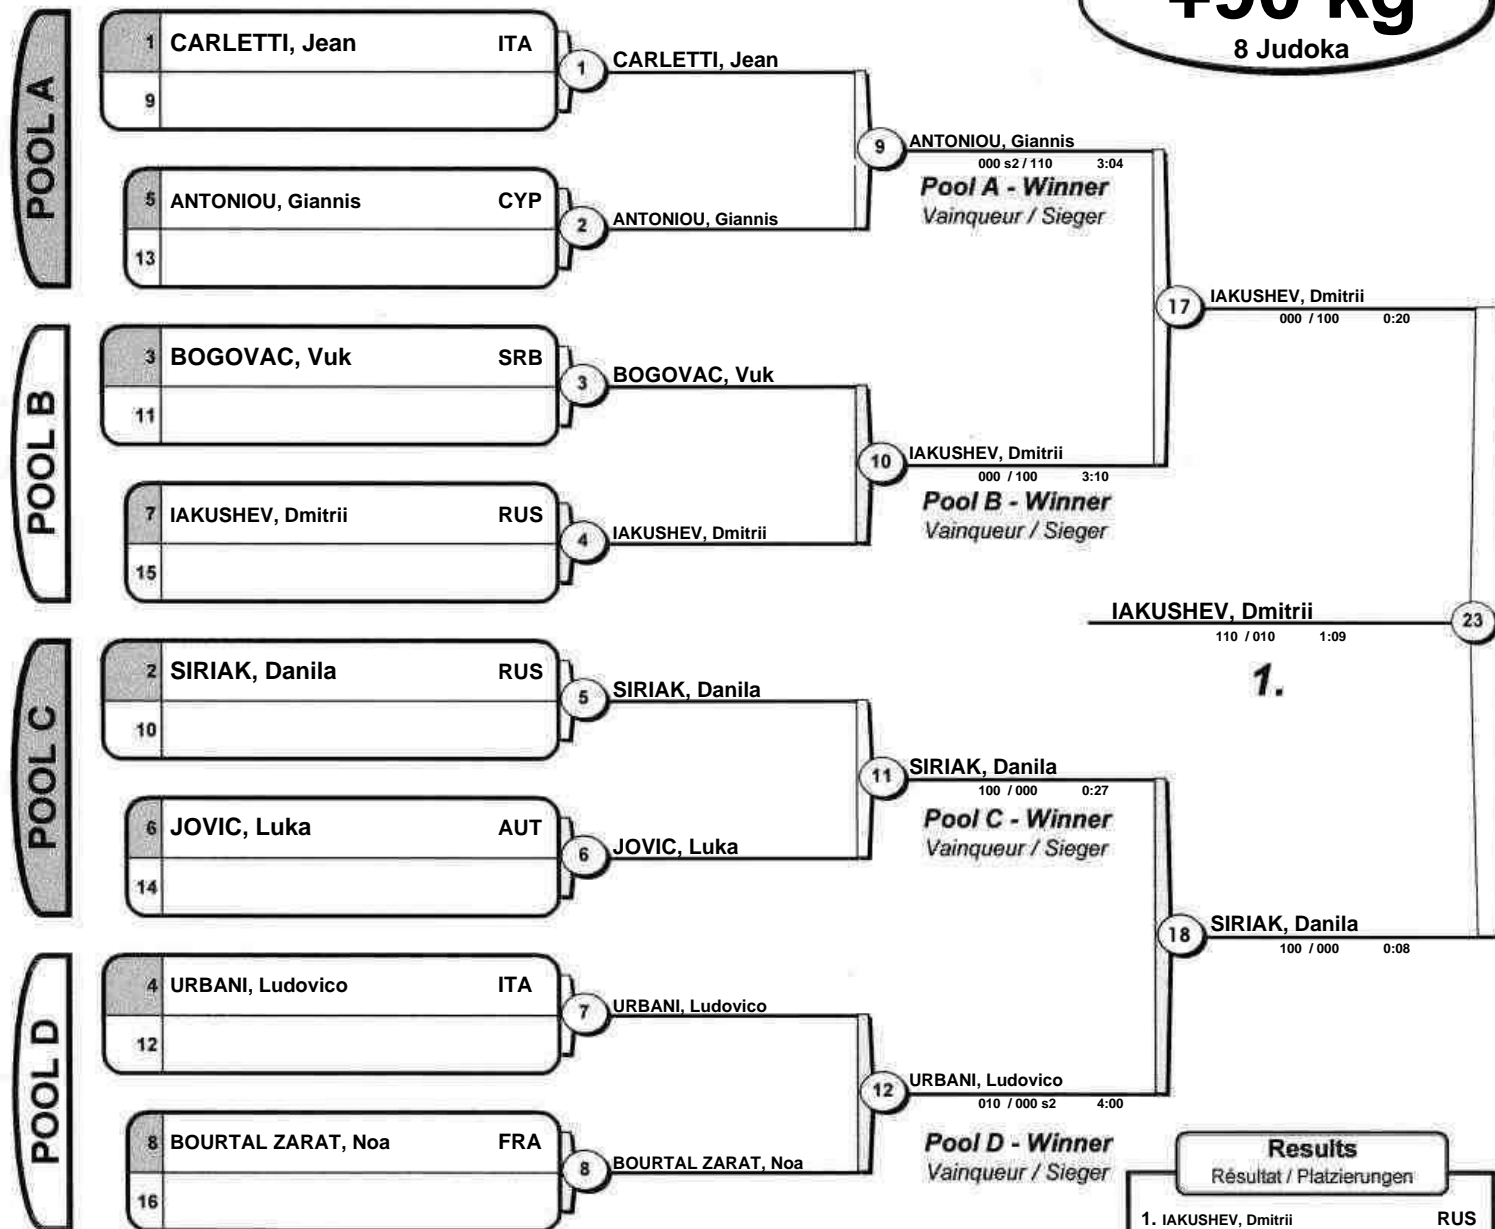 +90 kg
8 Judoka
POOL A
1 CARLETTI, Jean ITA
9
1 CARLETTI, Jean
5 ANTONIOU, Giannis CYP
13
2 ANTONIOU, Giannis
9 ANTONIOU, Giannis
000 s2 / 110 3:04
Pool A - Winner
Vainqueur / Sieger
POOL B
3 BOGOVAC, Vuk SRB
11
3 BOGOVAC, Vuk
7 IAKUSHEV, Dmitrii RUS
15
4 IAKUSHEV, Dmitrii
10 IAKUSHEV, Dmitrii
000 / 100 3:10
Pool B - Winner
Vainqueur / Sieger
17 IAKUSHEV, Dmitrii
000 / 100 0:20
IAKUSHEV, Dmitrii 23
110 / 010 1:09
1.
POOL C
2 SIRIAK, Danila RUS
10
5 SIRIAK, Danila
6 JOVIC, Luka AUT
14
6 JOVIC, Luka
11 SIRIAK, Danila
100 / 000 0:27
Pool C - Winner
Vainqueur / Sieger
18 SIRIAK, Danila
100 / 000 0:08
POOL D
4 URBANI, Ludovico ITA
12
7 URBANI, Ludovico
8 BOURTAL ZARAT, Noa FRA
16
8 BOURTAL ZARAT, Noa
12 URBANI, Ludovico
010 / 000 s2 4:00
Pool D - Winner
Vainqueur / Sieger
Results
Résultat / Platzierungen
1. IAKUSHEV, Dmitrii RUS